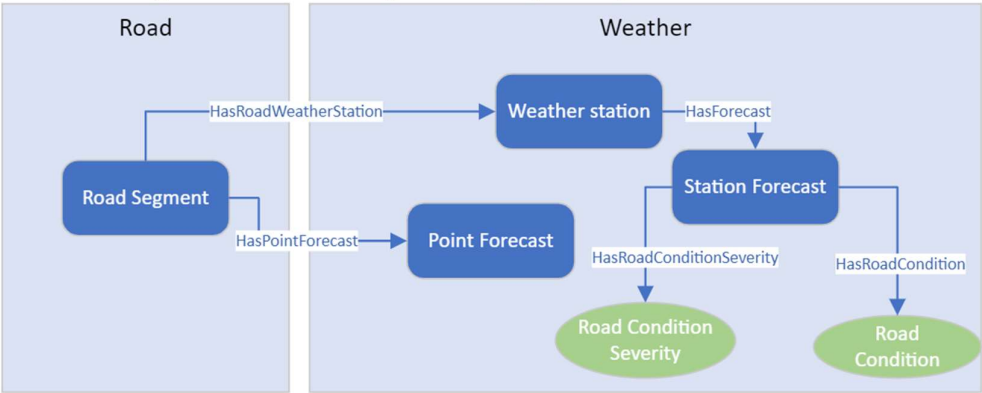 Road
Weather
HasRoadWeatherStation
Weather station
HasForecast
Road Segment
Station Forecast
HasPointForecast
Point Forecast
HasRoadConditionSeverity
HasRoadCondition
Road Condition
Severity
Road
Condition